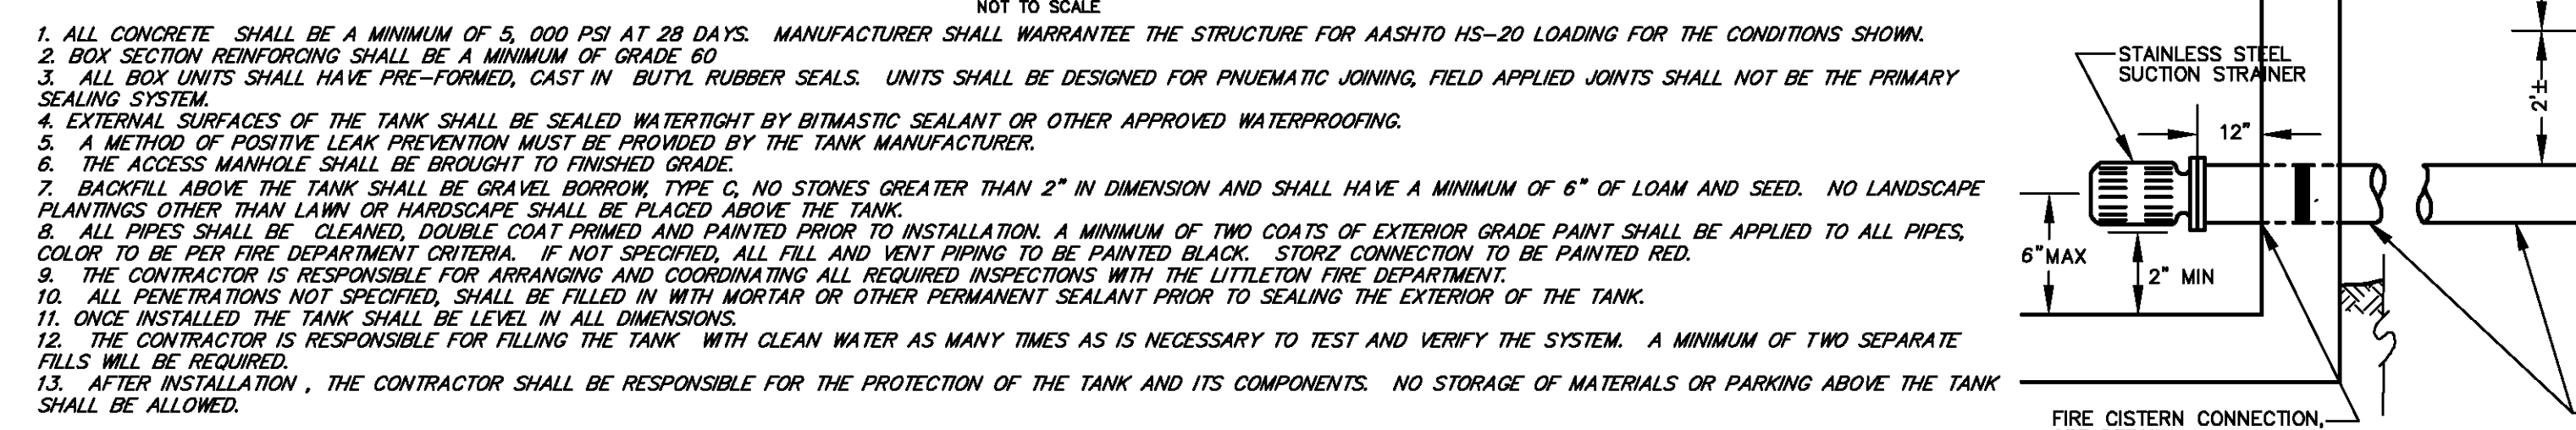 NOT TO SCALE
1. ALL CONCRETE SHALL BE A MINIMUM OF 5, 000 PSI AT 28 DAYS. MANUFACTURER SHALL WARRANTEE THE STRUCTURE FOR AASHTO HS-20 LOADING FOR THE CONDITIONS SHOWN.
2. BOX SECTION REINFORCING SHALL BE A MINIMUM OF GRADE 60
3. ALL BOX UNITS SHALL HAVE PRE-FORMED, CAST IN BUTYL RUBBER SEALS. UNITS SHALL BE DESIGNED FOR PNUEMATIC JOINING, FIELD APPLIED JOINTS SHALL NOT BE THE PRIMARY
SEALING SYSTEM.
4. EXTERNAL SURFACES OF THE TANK SHALL BE SEALED WATERTIGHT BY BITMASTIC SEALANT OR OTHER APPROVED WATERPROOFING.
5. A METHOD OF POSITIVE LEAK PREVENTION MUST BE PROVIDED BY THE TANK MANUFACTURER.
6. THE ACCESS MANHOLE SHALL BE BROUGHT TO FINISHED GRADE.
7. BACKFILL ABOVE THE TANK SHALL BE GRAVEL BORROW, TYPE C, NO STONES GREATER THAN 2" IN DIMENSION AND SHALL HAVE A MINIMUM OF 6" OF LOAM AND SEED. NO LANDSCAPE
PLANTINGS OTHER THAN LAWN OR HARDSCAPE SHALL BE PLACED ABOVE THE TANK.
8. ALL PIPES SHALL BE CLEANED, DOUBLE COAT PRIMED AND PAINTED PRIOR TO INSTALLATION. A MINIMUM OF TWO COATS OF EXTERIOR GRADE PAINT SHALL BE APPLIED TO ALL PIPES,
COLOR TO BE PER FIRE DEPARTMENT CRITERIA. IF NOT SPECIFIED, ALL FILL AND VENT PIPING TO BE PAINTED BLACK. STORZ CONNECTION TO BE PAINTED RED.
9. THE CONTRACTOR IS RESPONSIBLE FOR ARRANGING AND COORDINATING ALL REQUIRED INSPECTIONS WITH THE LITTLETON FIRE DEPARTMENT.
10. ALL PENETRATIONS NOT SPECIFIED, SHALL BE FILLED IN WITH MORTAR OR OTHER PERMANENT SEALANT PRIOR TO SEALING THE EXTERIOR OF THE TANK.
11. ONCE INSTALLED THE TANK SHALL BE LEVEL IN ALL DIMENSIONS.
12. THE CONTRACTOR IS RESPONSIBLE FOR FILLING THE TANK WITH CLEAN WATER AS MANY TIMES AS IS NECESSARY TO TEST AND VERIFY THE SYSTEM. A MINIMUM OF TWO SEPARATE
FILLS WILL BE REQUIRED.
13. AFTER INSTALLATION , THE CONTRACTOR SHALL BE RESPONSIBLE FOR THE PROTECTION OF THE TANK AND ITS COMPONENTS. NO STORAGE OF MATERIALS OR PARKING ABOVE THE TANK
SHALL BE ALLOWED.
STAINLESS STEEL
SUCTION STRAINER
12"
2'±
6"MAX
2" MIN
FIRE CISTERN CONNECTION,